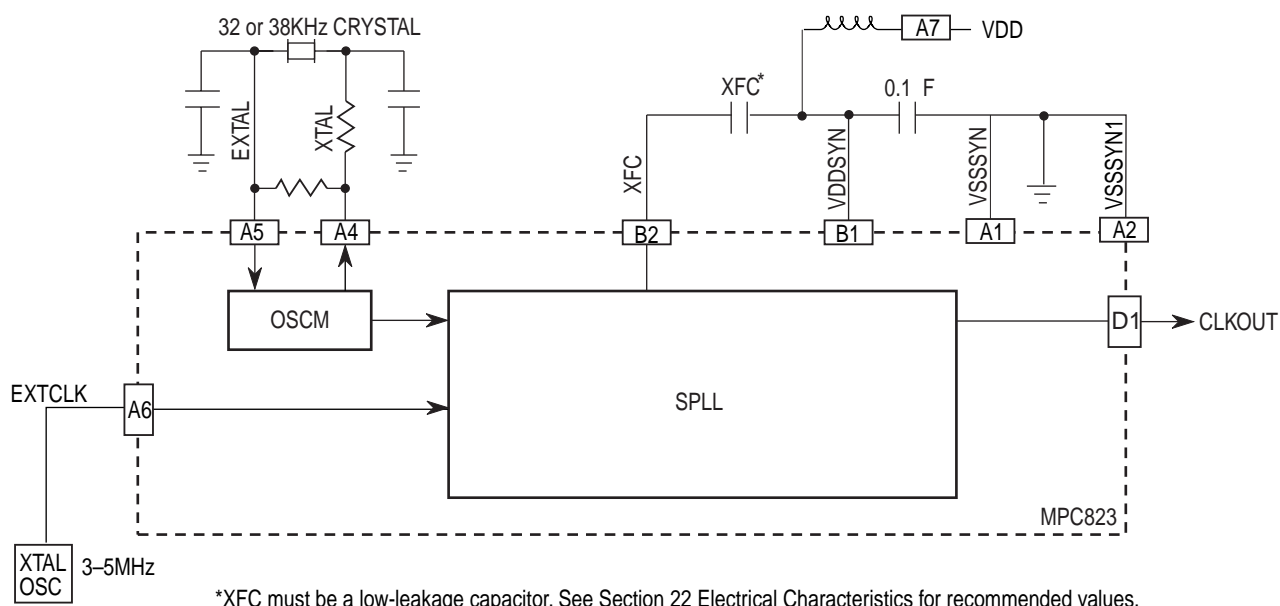 32 or 38KHz CRYSTAL
A7
VDD
XFC*
0.1 F
EXTAL
XTAL
XFC
VDDSYN
VSSSYN
VSSSYN1
A5
A4
B2
B1
A1
A2
OSCM
D1
CLKOUT
EXTCLK
A6
SPLL
MPC823
XTAL
OSC
3–5MHz
*XFC must be a low-leakage capacitor. See Section 22 Electrical Characteristics for recommended values.